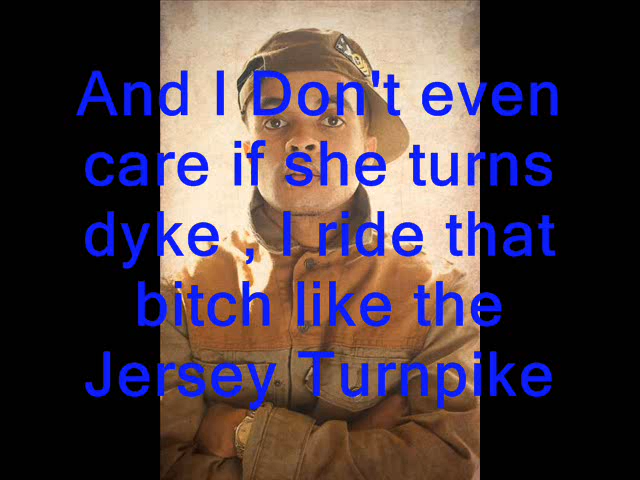 And I Don't even
care if she turns
dyke , I ride that
bitch like the
Jersey Turnpike